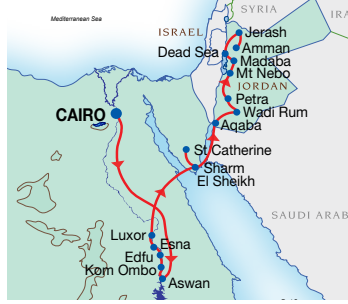 Mediterranean Sea
SYRIA
IRA
ISRAEL
Jerash
Amman
Dead Sea
Madaba
Mt Nebo
JORDAN
Petra
Wadi Rum
CAIRO
Aqaba
St Catherine
Sharm
El Sheikh
SAUDI ARAB
Luxor
Esna
Edfu
Kom Ombo
Aswan